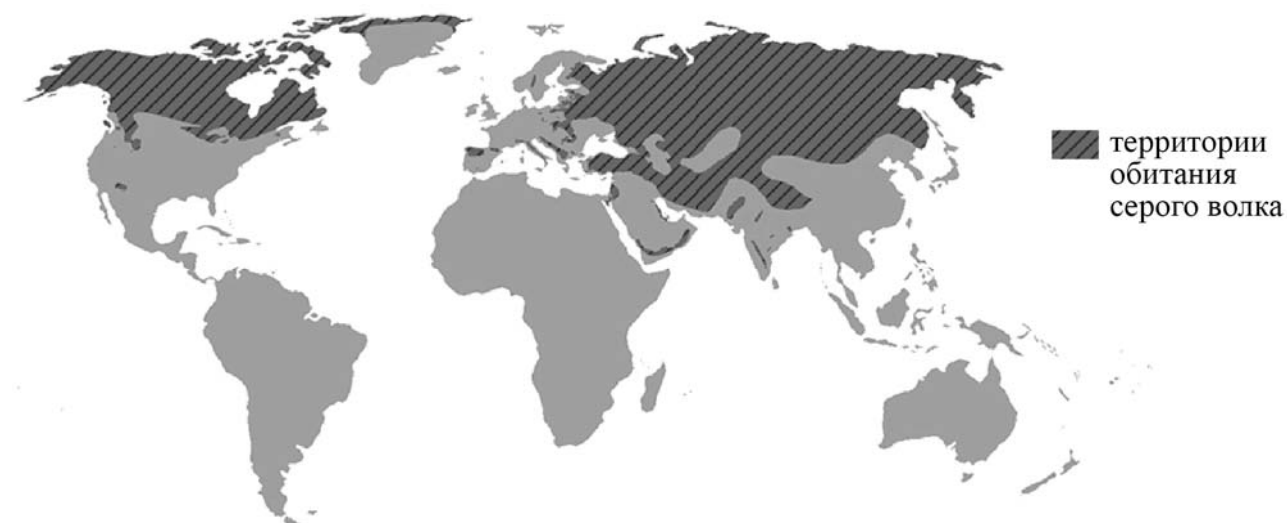 территории
обитания
серого волка